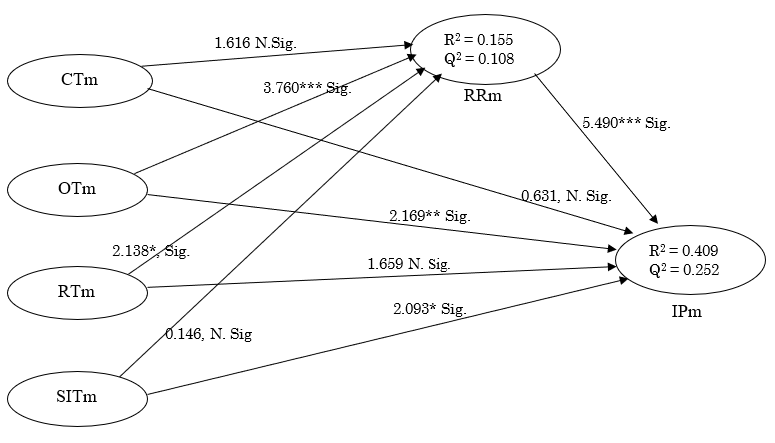 1.616 N.Sig.
R² = 0.155
Q² = 0.108
RRm
CTm
3.760*** Sig.
5.490*** Sig.
OTm
0.631, N. Sig.
2.169** Sig.
2.138*, Sig.
R² = 0.409
Q² = 0.252
IPm
1.659 N. Sig.
RTm
2.093* Sig.
0.146, N. Sig
SITm